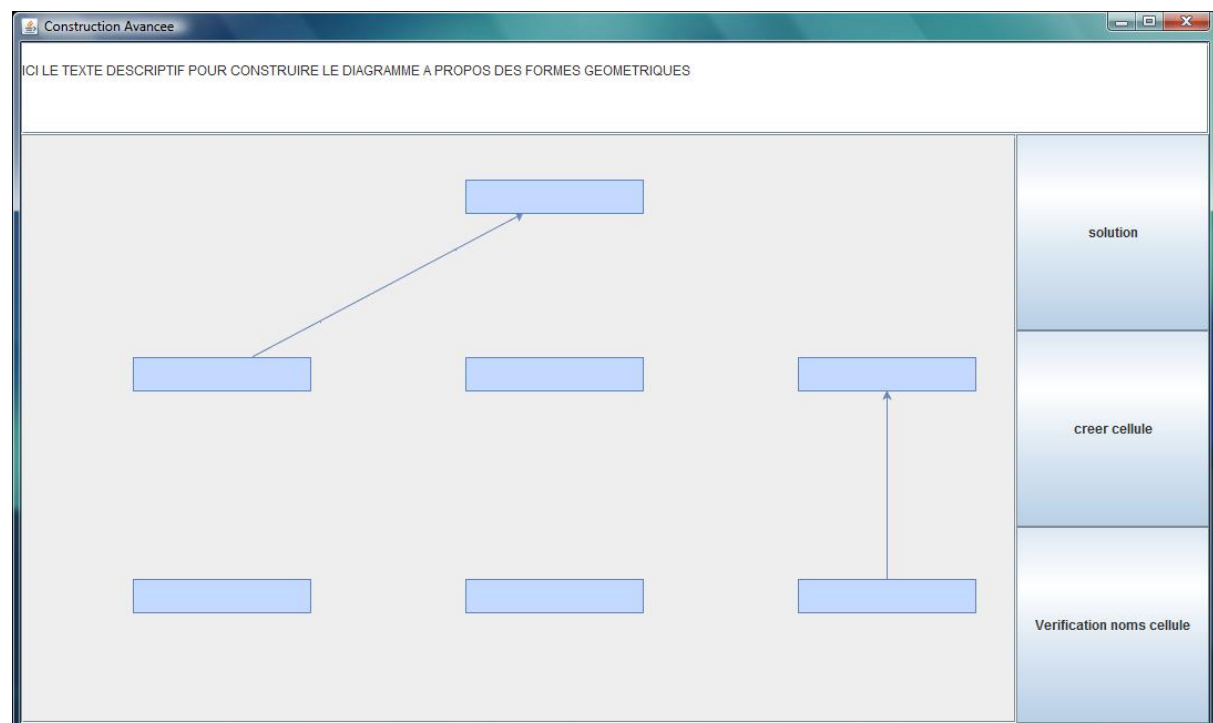 Construction Avancee
ICI LE TEXTE DESCRIPTIF POUR CONSTRUIRE LE DIAGRAMME A PROPOS DES FORMES GEOMETRIQUES
solution
creer cellule
Verification noms cellule